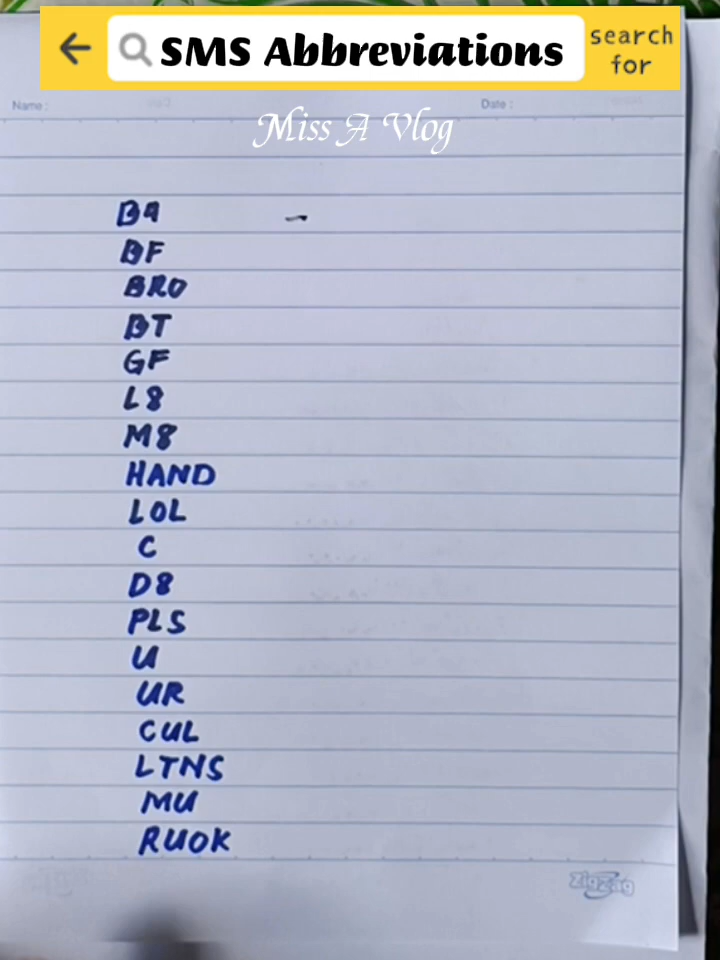 SMS Abbreviations
search
for
Name :
Date :
Miss A Vlog
B9 -
BF
BRO
BT
GF
L8
M8
HAND
LOL
C
D8
PLS
U
UR
CUL
LTNS
MU
RUOK
ZigZag